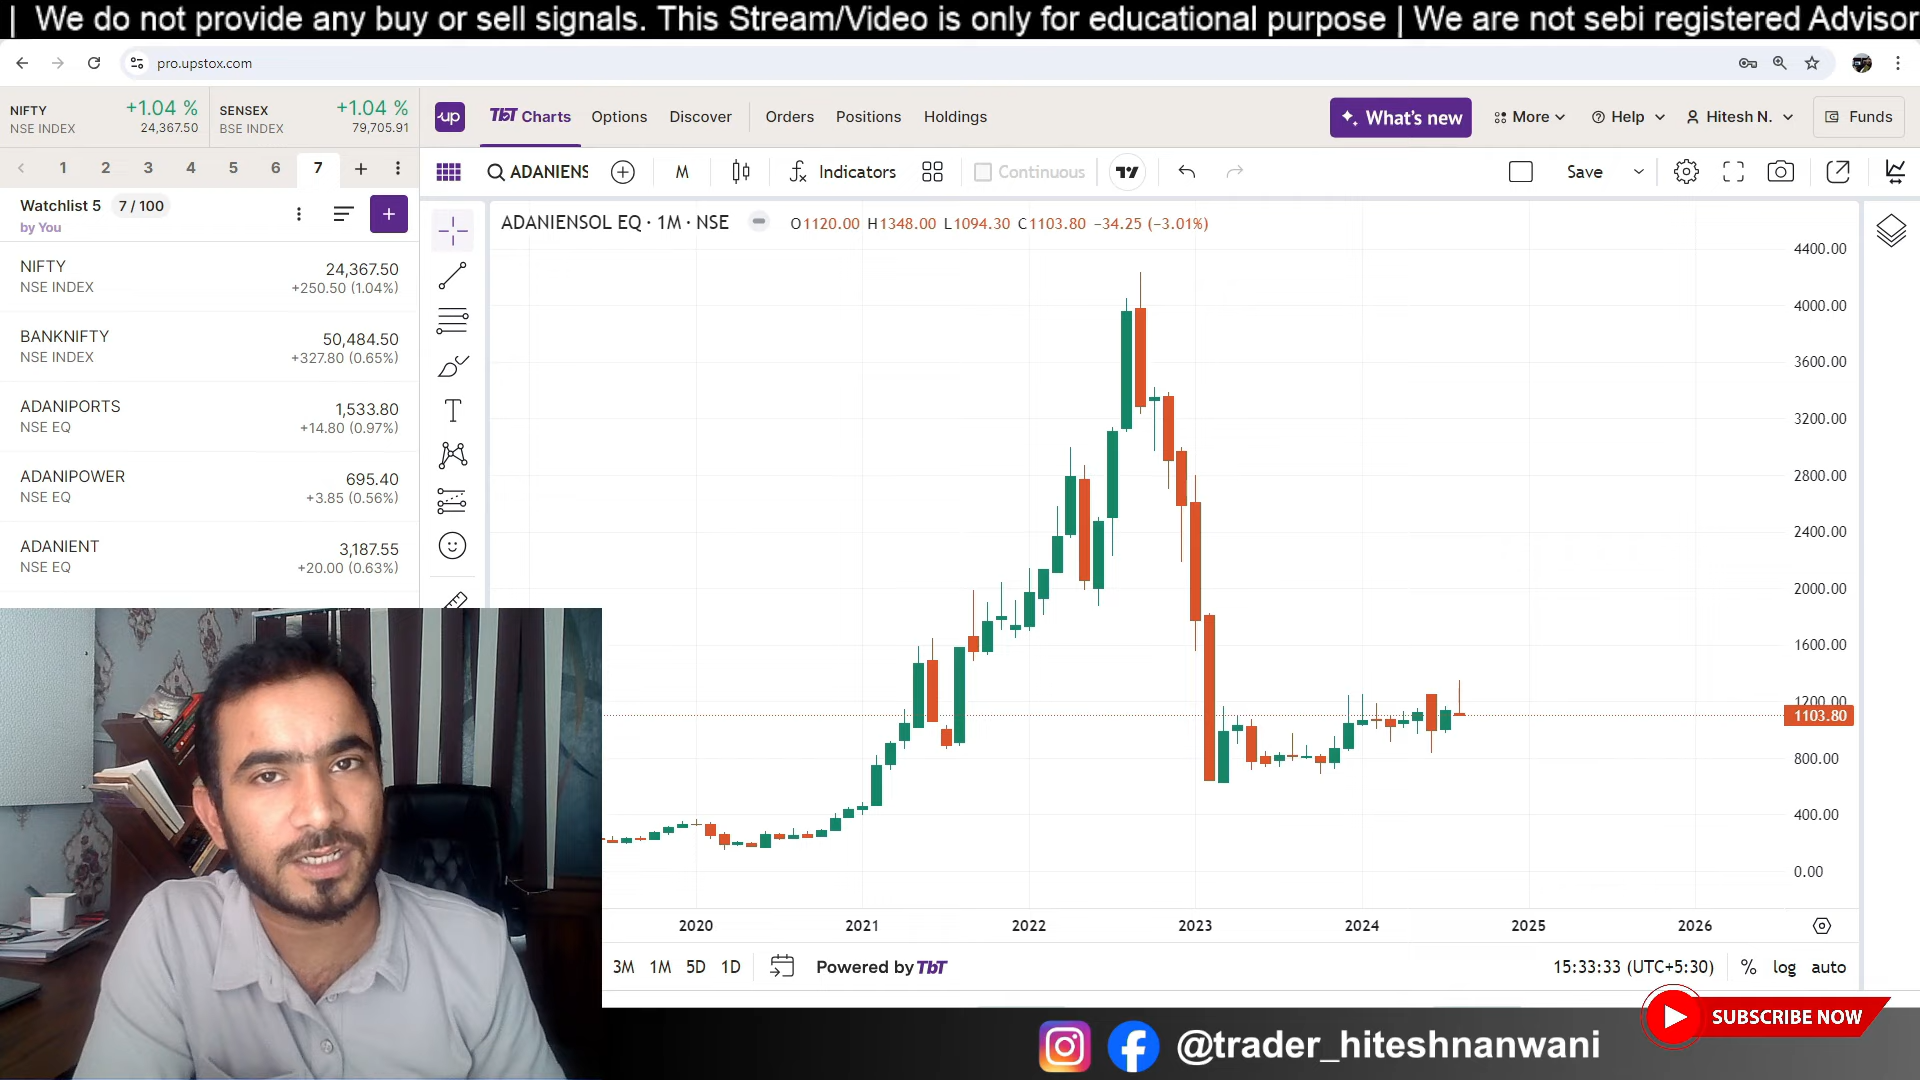 | We do not provide any buy or sell signals. This Stream/Video is only for educational purpose | We are not sebi registered Advisor
pro.upstox.com
NIFTY +1.04 %
NSE INDEX 24,367.50
SENSEX +1.04 %
BSE INDEX 79,705.91
up TbT Charts Options Discover Orders Positions Holdings What's new More Help Hitesh N. Funds
1 2 3 4 5 6 7
ADANIENS M Indicators Continuous Save
Watchlist 5 7 / 100
by You
NIFTY 24,367.50
NSE INDEX +250.50 (1.04%)
BANKNIFTY 50,484.50
NSE INDEX +327.80 (0.65%)
ADANIPORTS 1,533.80
NSE EQ +14.80 (0.97%)
ADANIPOWER 695.40
NSE EQ +3.85 (0.56%)
ADANIENT 3,187.55
NSE EQ +20.00 (0.63%)
ADANIENSOL EQ · 1M · NSE O1120.00 H1348.00 L1094.30 C1103.80 −34.25 (−3.01%)
4400.00
4000.00
3600.00
3200.00
2800.00
2400.00
2000.00
1600.00
1200.00
1103.80
800.00
400.00
0.00
2020 2021 2022 2023 2024 2025 2026
3M 1M 5D 1D Powered by TbT 15:33:33 (UTC+5:30) % log auto
SUBSCRIBE NOW
@trader_hiteshnanwani